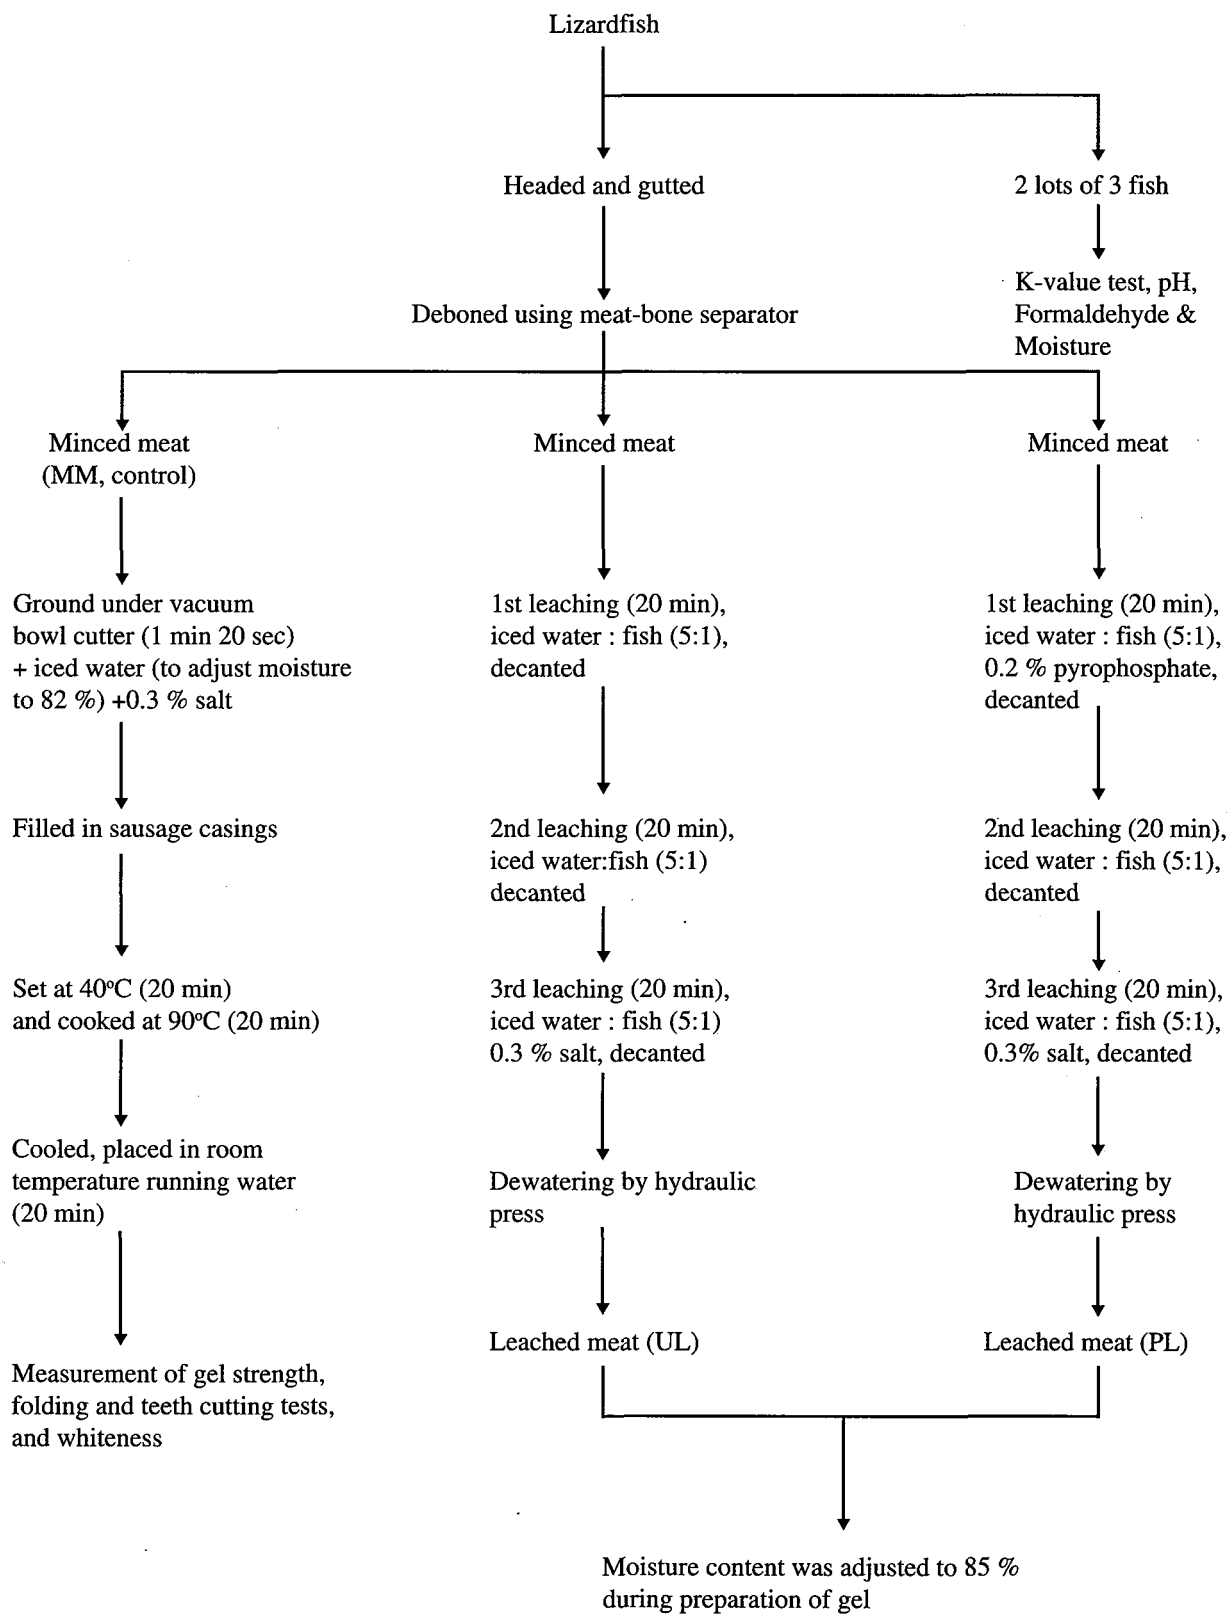 Lizardfish
Headed and gutted
2 lots of 3 fish
K-value test, pH,
Formaldehyde &
Moisture
Deboned using meat-bone separator
Minced meat
(MM, control)
Minced meat
Minced meat
Ground under vacuum
bowl cutter (1 min 20 sec)
+ iced water (to adjust moisture
to 82 %) +0.3 % salt
1st leaching (20 min),
iced water : fish (5:1),
decanted
1st leaching (20 min),
iced water : fish (5:1),
0.2 % pyrophosphate,
decanted
Filled in sausage casings
2nd leaching (20 min),
iced water:fish (5:1)
decanted
2nd leaching (20 min),
iced water : fish (5:1),
decanted
Set at 40°C (20 min)
and cooked at 90°C (20 min)
3rd leaching (20 min),
iced water : fish (5:1)
0.3 % salt, decanted
3rd leaching (20 min),
iced water : fish (5:1),
0.3% salt, decanted
Cooled, placed in room
temperature running water
(20 min)
Dewatering by hydraulic
press
Dewatering by
hydraulic press
Measurement of gel strength,
folding and teeth cutting tests,
and whiteness
Leached meat (UL)
Leached meat (PL)
Moisture content was adjusted to 85 %
during preparation of gel